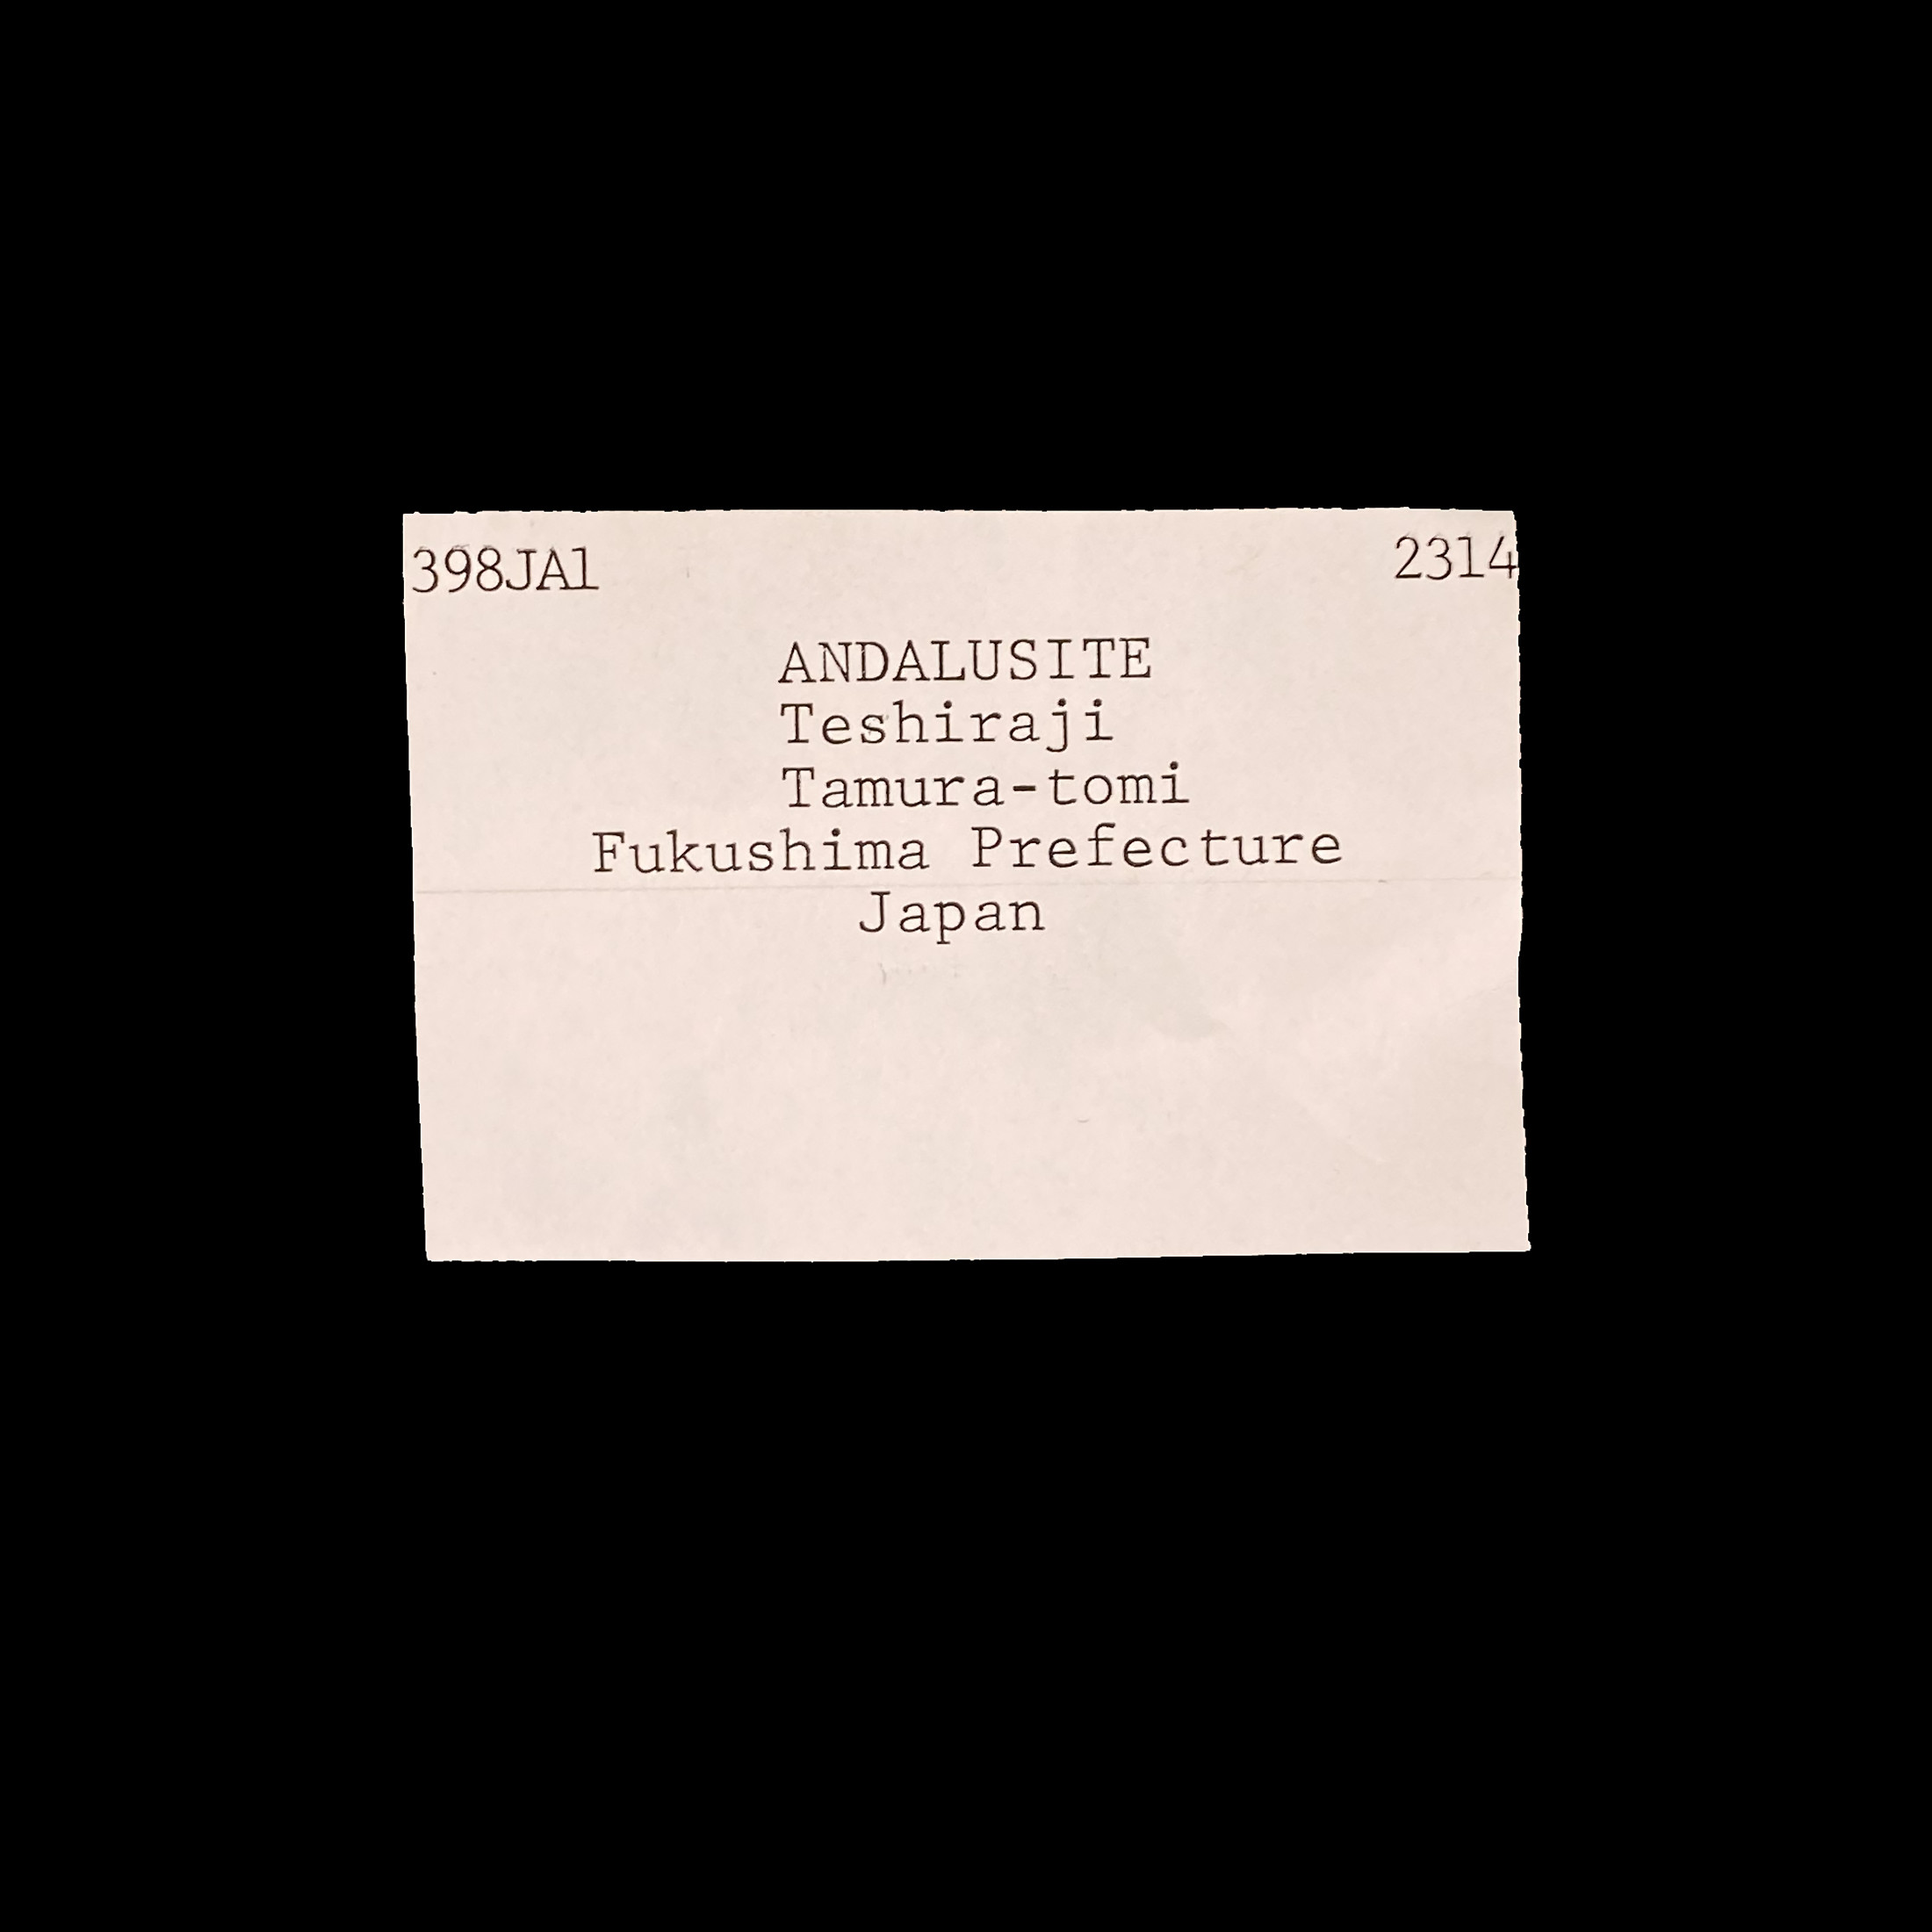 398JA1 2314
ANDALUSITE
Teshiraji
Tamura-tomi
Fukushima Prefecture
Japan